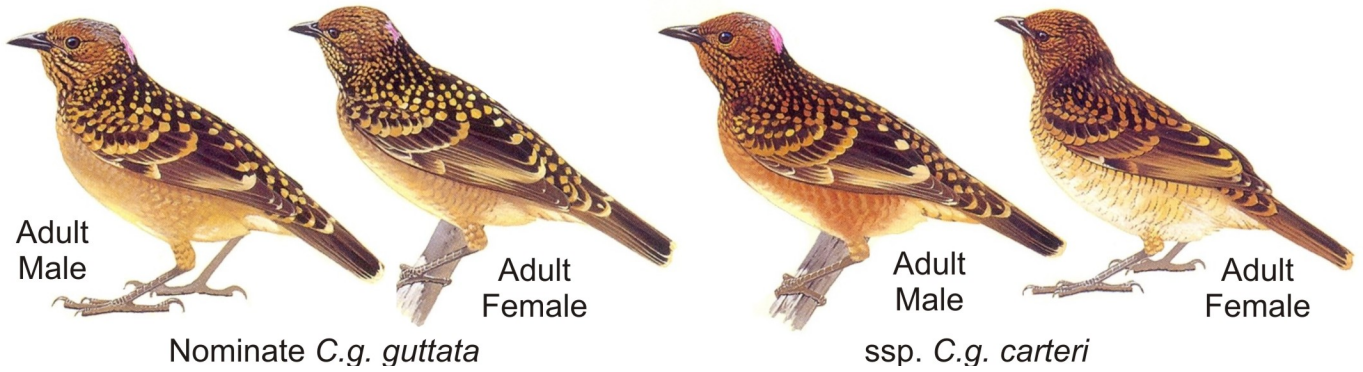 Adult
Male
Adult
Female
Nominate C.g. guttata
Adult
Male
Adult
Female
ssp. C.g. carteri